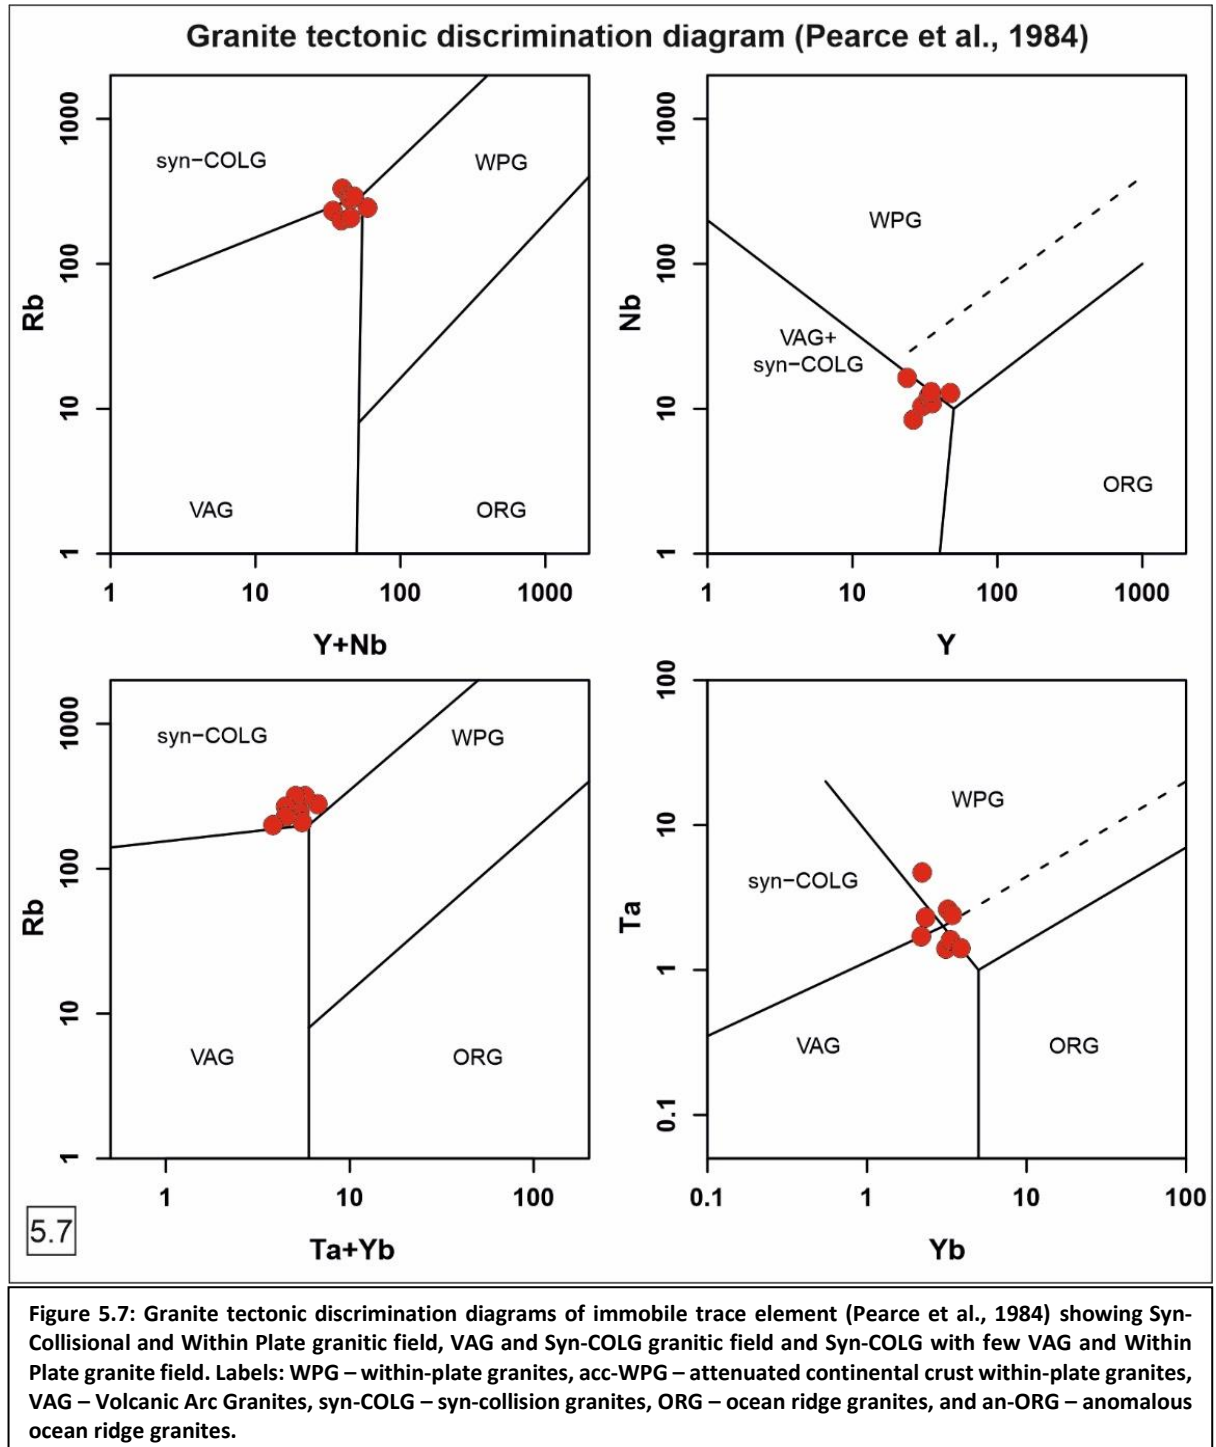 Granite tectonic discrimination diagram (Pearce et al., 1984)
1000
100
10
1
Rb
syn−COLG
WPG
VAG
ORG
1
10
100
1000
Y+Nb
1000
100
10
1
Nb
WPG
VAG+
syn−COLG
ORG
1
10
100
1000
Y
1000
100
10
1
Rb
syn−COLG
WPG
VAG
ORG
1
10
100
Ta+Yb
100
10
1
0.1
Ta
WPG
syn−COLG
VAG
ORG
0.1
1
10
100
Yb
5.7
Figure 5.7: Granite tectonic discrimination diagrams of immobile trace element (Pearce et al., 1984) showing Syn-
Collisional and Within Plate granitic field, VAG and Syn-COLG granitic field and Syn-COLG with few VAG and Within
Plate granite field. Labels: WPG – within-plate granites, acc-WPG – attenuated continental crust within-plate granites,
VAG – Volcanic Arc Granites, syn-COLG – syn-collision granites, ORG – ocean ridge granites, and an-ORG – anomalous
ocean ridge granites.